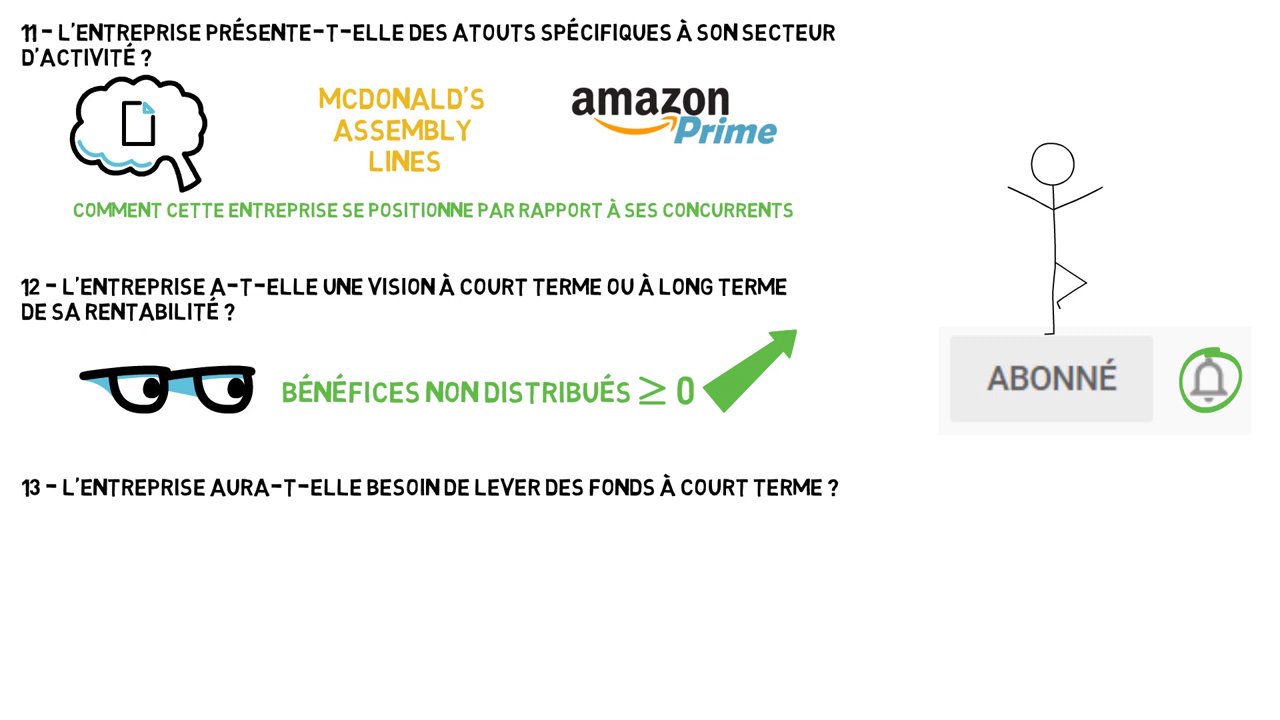 11 - L'ENTREPRISE PRÉSENTE-T-ELLE DES ATOUTS SPÉCIFIQUES À SON SECTEUR
D'ACTIVITÉ ?
MCDONALD'S
ASSEMBLY
LINES
amazon
Prime
COMMENT CETTE ENTREPRISE SE POSITIONNE PAR RAPPORT À SES CONCURRENTS
12 - L'ENTREPRISE A-T-ELLE UNE VISION À COURT TERME OU À LONG TERME
DE SA RENTABILITÉ ?
BÉNÉFICES NON DISTRIBUÉS ≥ 0
ABONNÉ
13 - L'ENTREPRISE AURA-T-ELLE BESOIN DE LEVER DES FONDS À COURT TERME ?